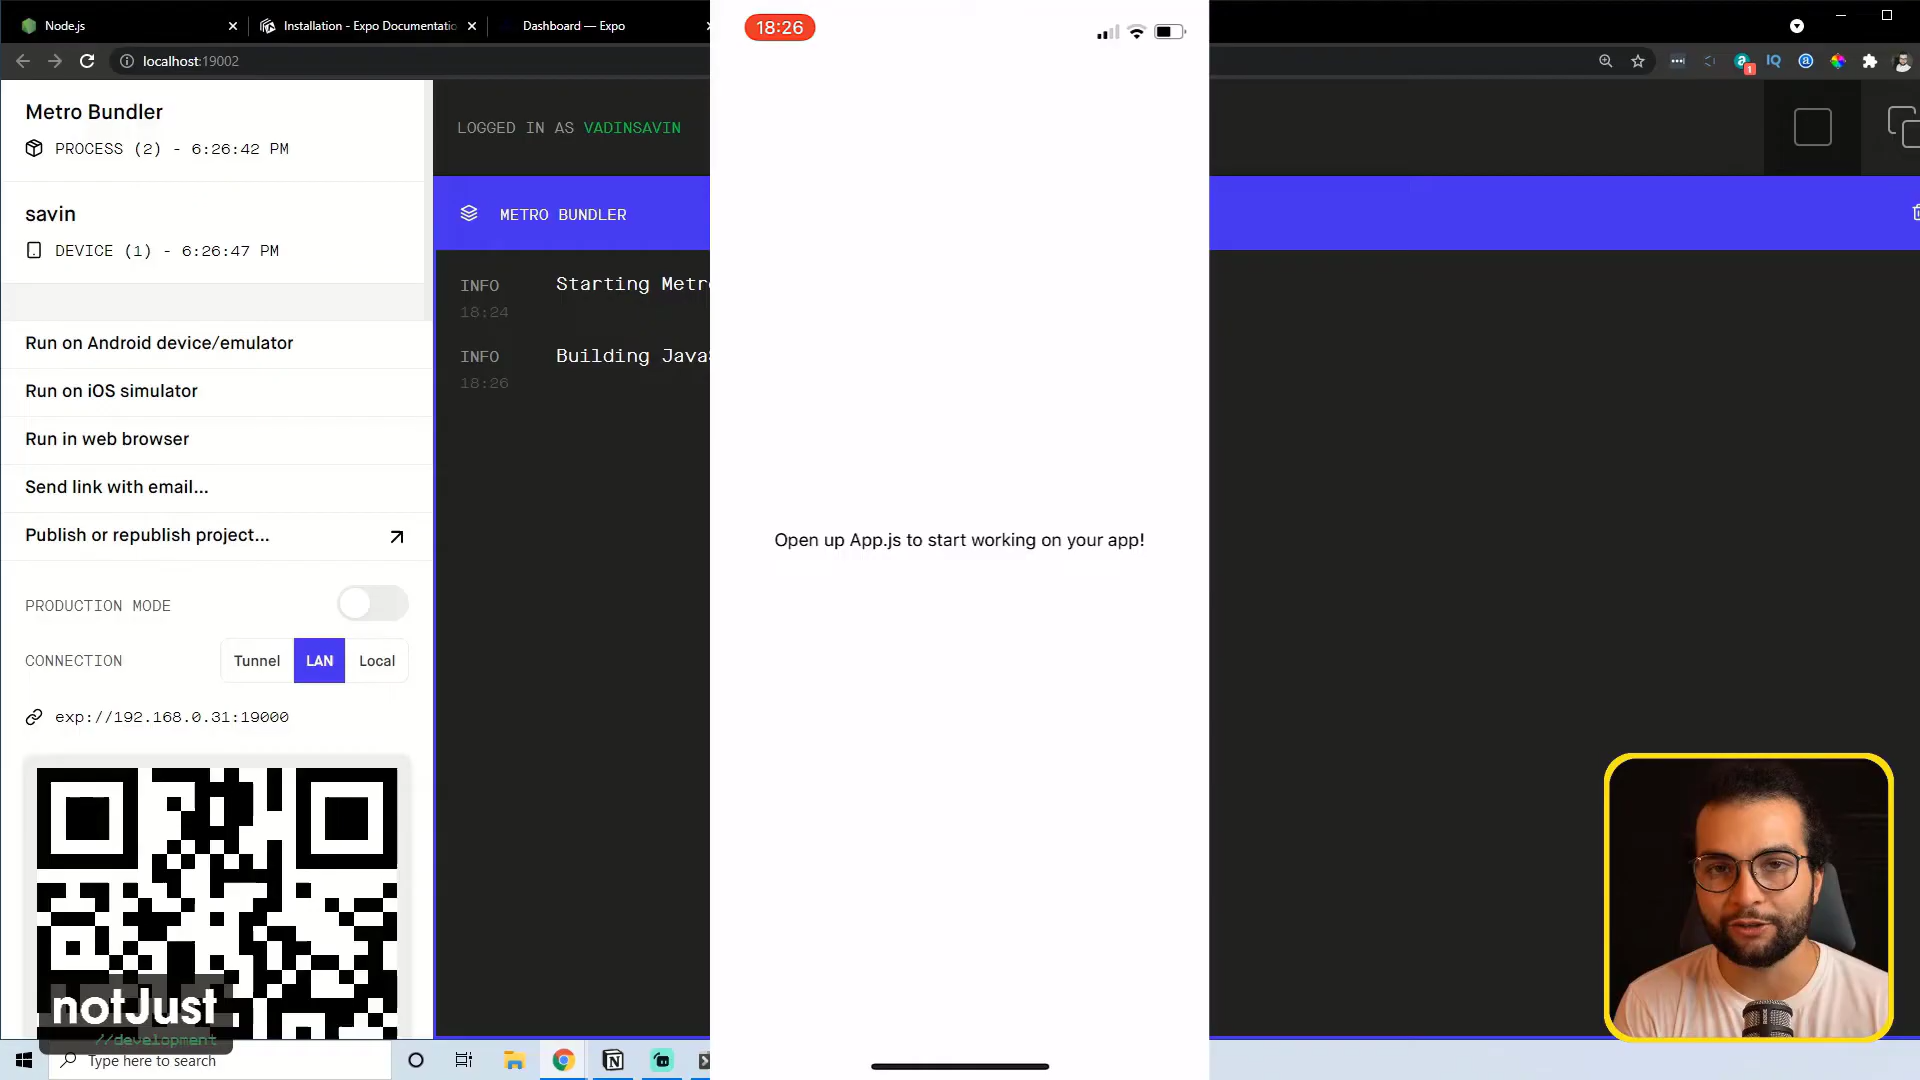 Node.js
Installation - Expo Documentatio
Dashboard — Expo
localhost:19002
18:26
IQ
1
Metro Bundler
PROCESS (2) - 6:26:42 PM
savin
DEVICE (1) - 6:26:47 PM
Run on Android device/emulator
Run on iOS simulator
Run in web browser
Send link with email...
Publish or republish project...
PRODUCTION MODE
CONNECTION
Tunnel
LAN
Local
exp://192.168.0.31:19000
LOGGED IN AS VADINSAVIN
METRO BUNDLER
INFO
Starting Metr
18:24
INFO
Building Java
18:26
Open up App.js to start working on your app!
notJust
//development
Type here to search